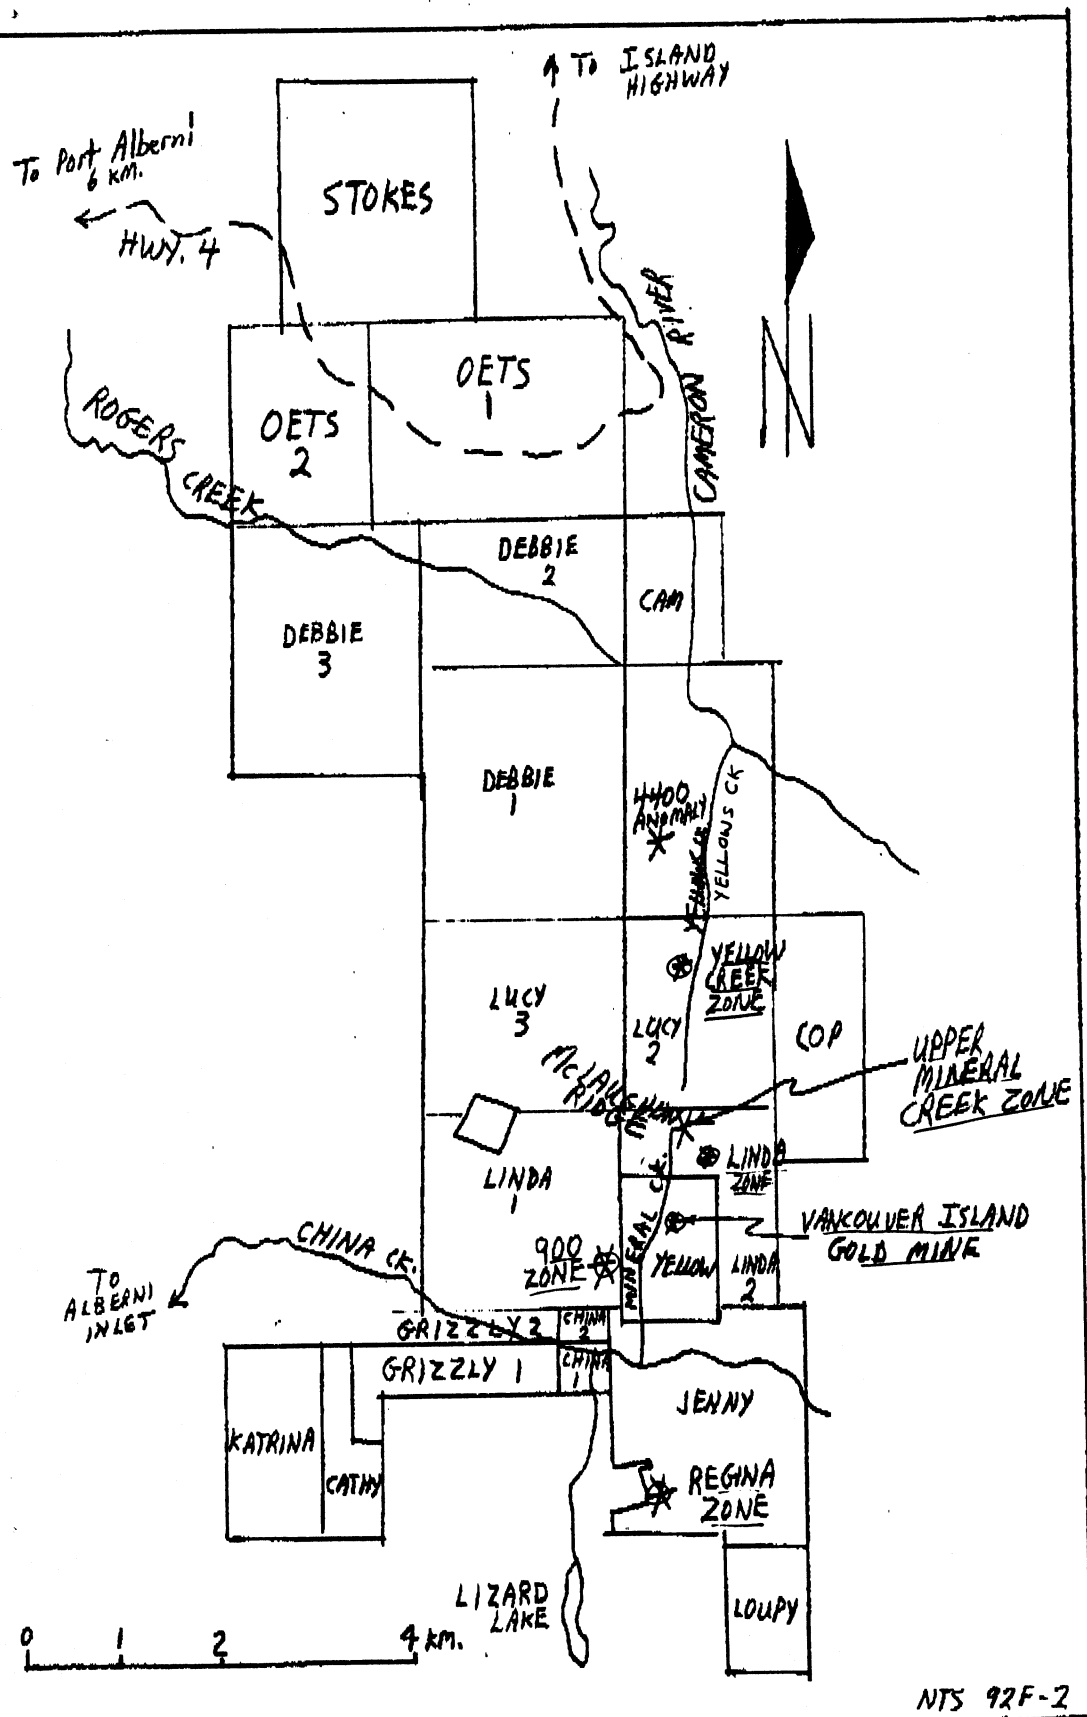 To ISLAND
HIGHWAY
To Port Alberni
6 KM.
HWY. 4
STOKES
CAMERON RIVER
N
OETS
1
OETS
2
ROGERS
CREEK
DEBBIE
2
CAM
DEBBIE
3
DEBBIE
1
4400
ANOMALY
YELLOWS CK
YELLOW
CREEK
ZONE
LUCY
3
LUCY
2
COP
UPPER
MINERAL
CREEK ZONE
McLAUGHLIN
RIDGE
LINDA
1
LINDA
ZONE
MINERAL CK.
VANCOUVER ISLAND
GOLD MINE
900
ZONE
YELLOW
LINDA
2
CHINA CK.
TO
ALBERNI
INLET
GRIZZLY 2
CHINA
2
GRIZZLY 1
CHINA
1
JENNY
KATRINA
CATHY
REGINA
ZONE
LIZARD
LAKE
LOUPY
0 1 2 4 KM.
NTS 92F-2